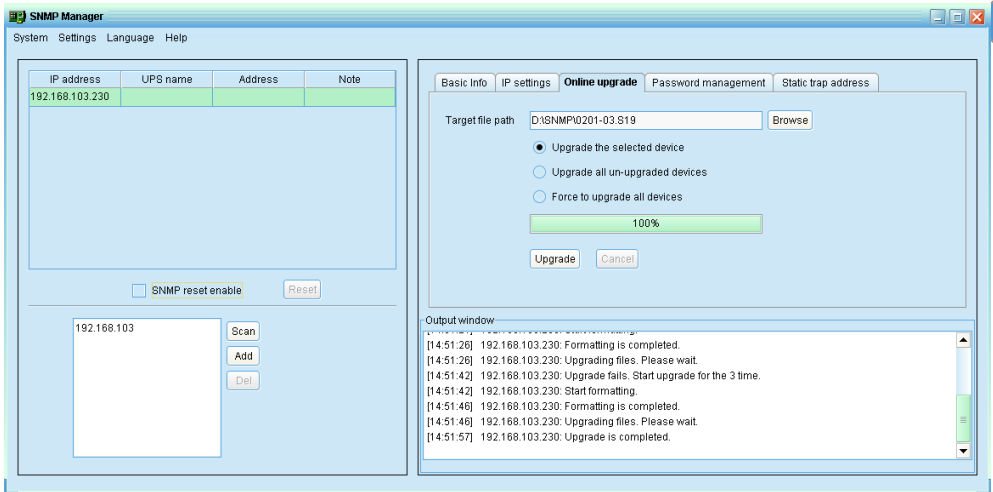 SNMP Manager
System Settings Language Help
IP address UPS name Address Note
192.168.103.230
SNMP reset enable Reset
192.168.103
Scan
Add
Del
Basic Info IP settings Online upgrade Password management Static trap address
Target file path D:\SNMP\0201-03.S19 Browse
Upgrade the selected device
Upgrade all un-upgraded devices
Force to upgrade all devices
100%
Upgrade Cancel
Output window
[14:51:26] 192.168.103.230: Formatting is completed.
[14:51:26] 192.168.103.230: Upgrading files. Please wait.
[14:51:42] 192.168.103.230: Upgrade fails. Start upgrade for the 3 time.
[14:51:42] 192.168.103.230: Start formatting.
[14:51:46] 192.168.103.230: Formatting is completed.
[14:51:46] 192.168.103.230: Upgrading files. Please wait.
[14:51:57] 192.168.103.230: Upgrade is completed.